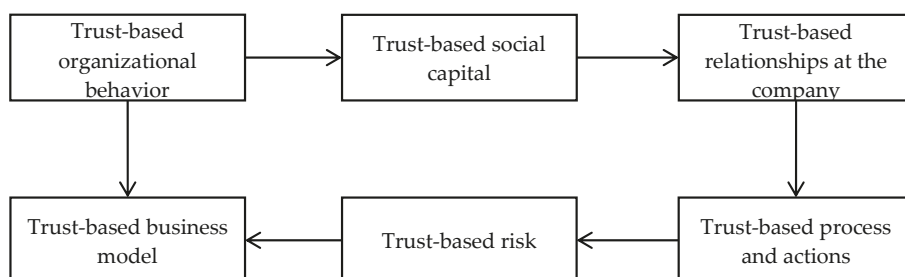 Trust-based
organizational
behavior
Trust-based social
capital
Trust-based
relationships at the
company
Trust-based business
model
Trust-based risk
Trust-based process
and actions